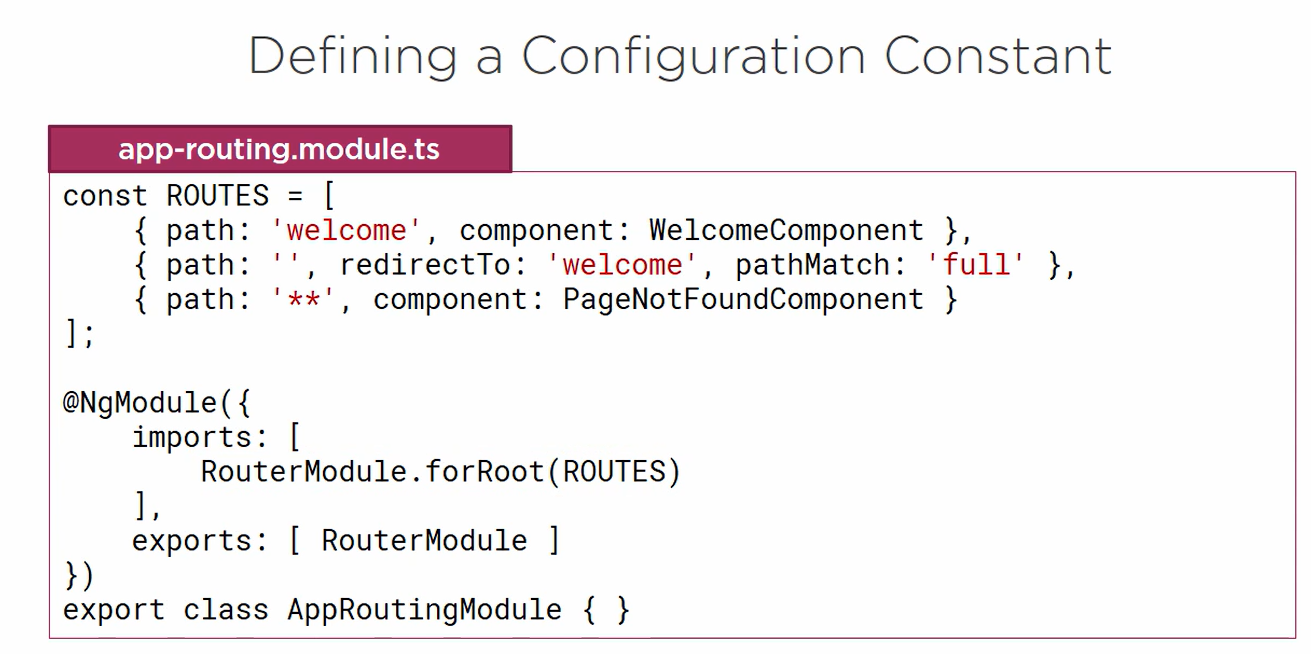 Defining a Configuration Constant
app-routing.module.ts
const ROUTES = [
    { path: 'welcome', component: WelcomeComponent },
    { path: '', redirectTo: 'welcome', pathMatch: 'full' },
    { path: '**', component: PageNotFoundComponent }
];

@NgModule({
    imports: [
        RouterModule.forRoot(ROUTES)
    ],
    exports: [ RouterModule ]
})
export class AppRoutingModule { }